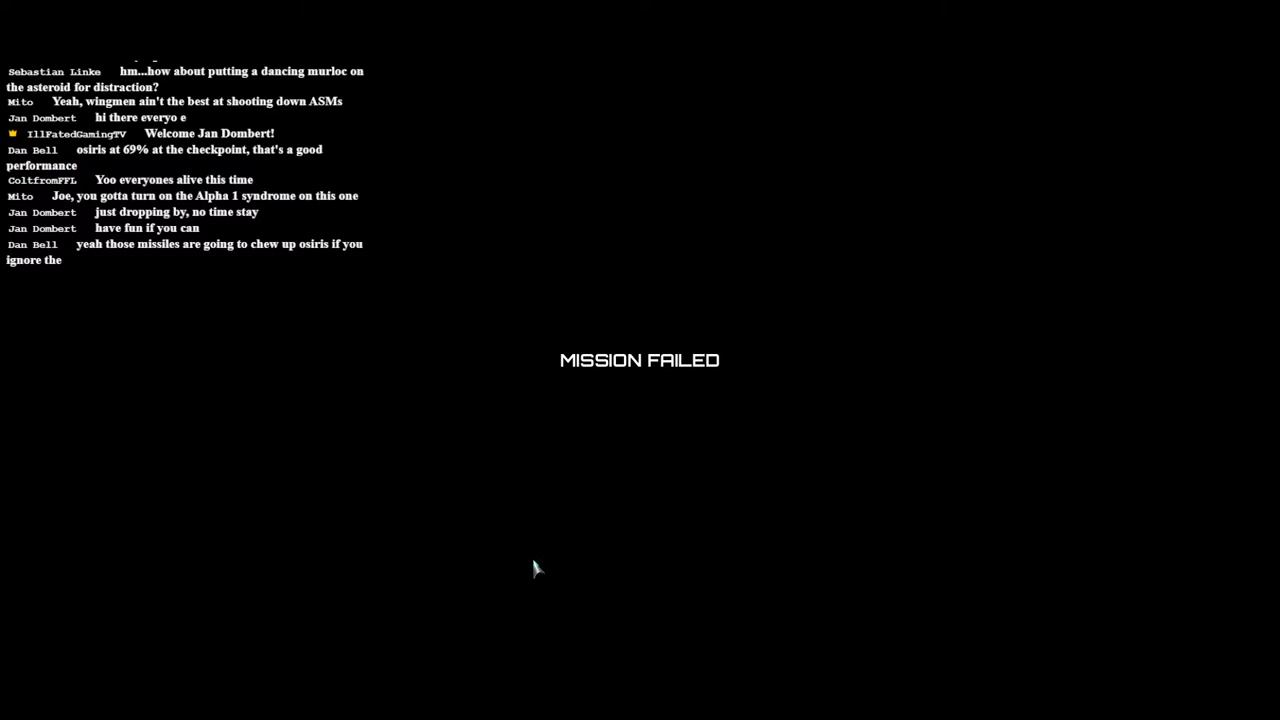 Sebastian Linke hm...how about putting a dancing murloc on
the asteroid for distraction?
Mito Yeah, wingmen ain't the best at shooting down ASMs
Jan Dombert hi there everyo e
IllFatedGamingTV Welcome Jan Dombert!
Dan Bell osiris at 69% at the checkpoint, that's a good
performance
ColtfromFFL Yoo everyones alive this time
Mito Joe, you gotta turn on the Alpha 1 syndrome on this one
Jan Dombert just dropping by, no time stay
Jan Dombert have fun if you can
Dan Bell yeah those missiles are going to chew up osiris if you
ignore the
MISSION FAILED